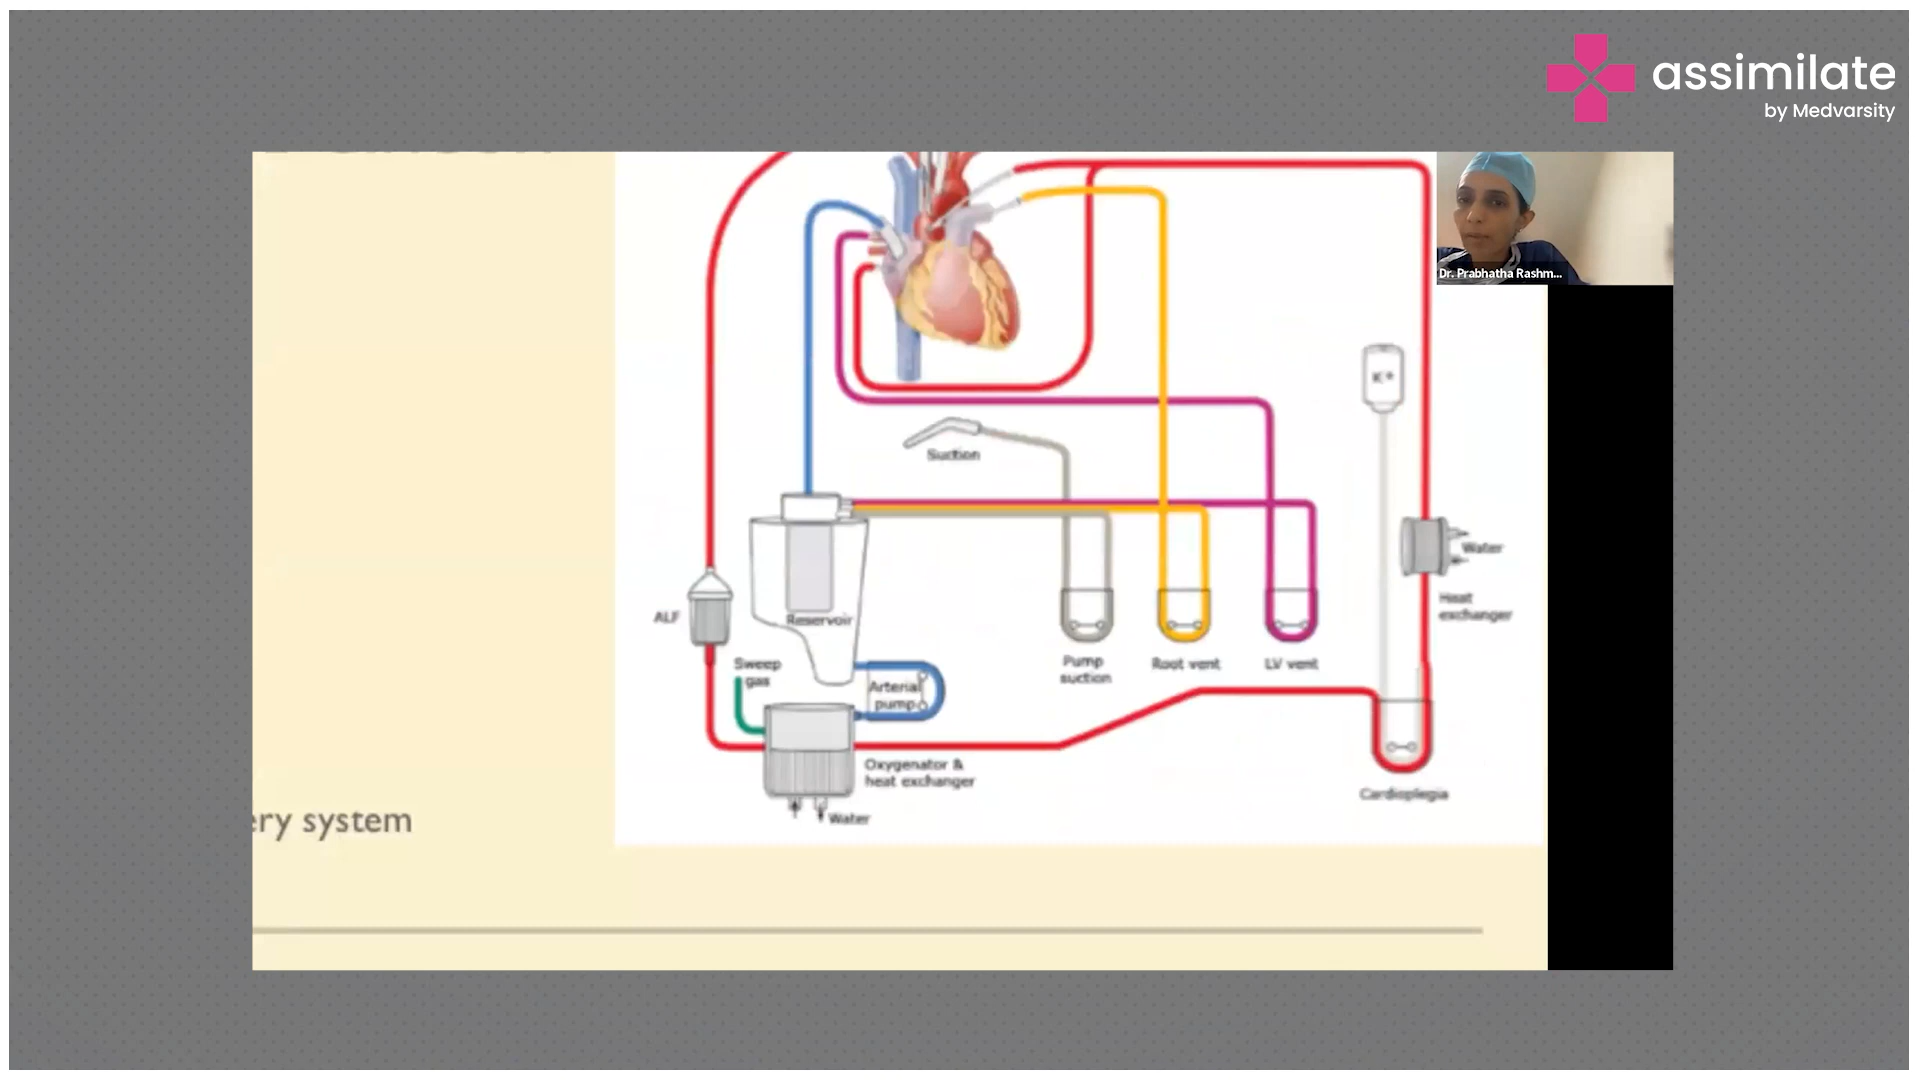 assimilate
by Medvarsity
Dr. Prabhatha Rashm...
K+
Suction
Water
Heat
exchanger
ALF
Reservoir
Sweep
gas
Arterial
pump
Pump
suction
Root vent
LV vent
Oxygenator &
heat exchanger
Water
Cardioplegia
ery system